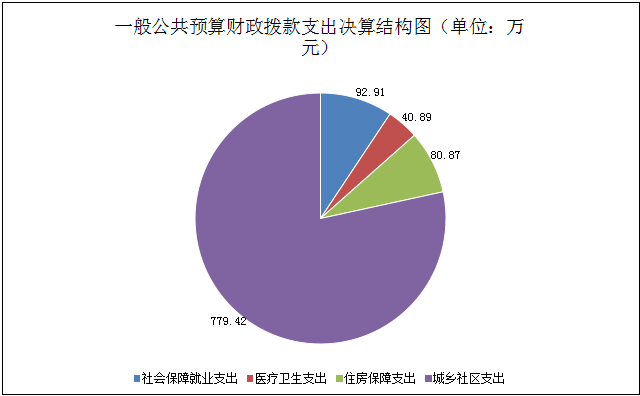 一般公共预算财政拨款支出决算结构图（单位：万
元）
92.91
40.89
80.87
779.42
社会保障就业支出 医疗卫生支出 住房保障支出 城乡社区支出